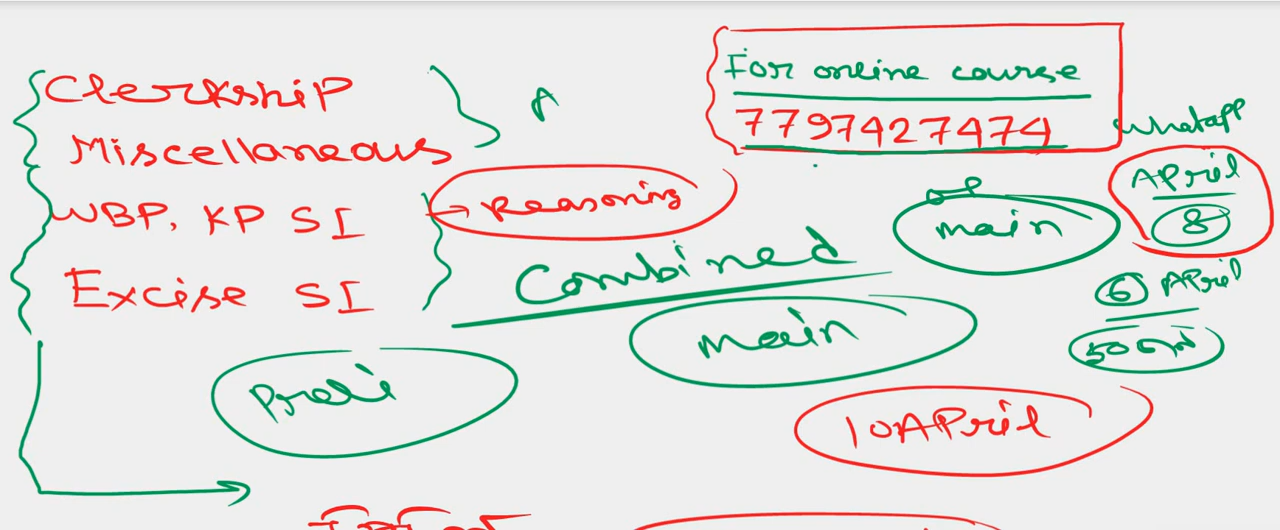 For online course
Clerkship
A
7797427474
whatapp
Miscellaneous
April
Reasoning
8
WBP, KP SI
main
Combined
6 April
Excise SI
main
Preli
10 April